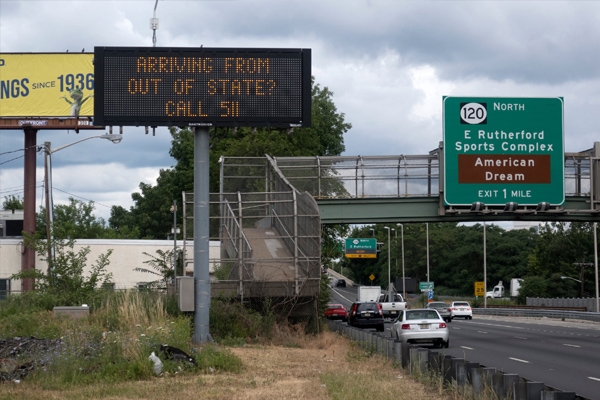 NGS SINCE 1936
ARRIVING FROM
OUT OF STATE?
CALL 511
120 NORTH
E Rutherford
Sports Complex
American
Dream
EXIT 1 MILE